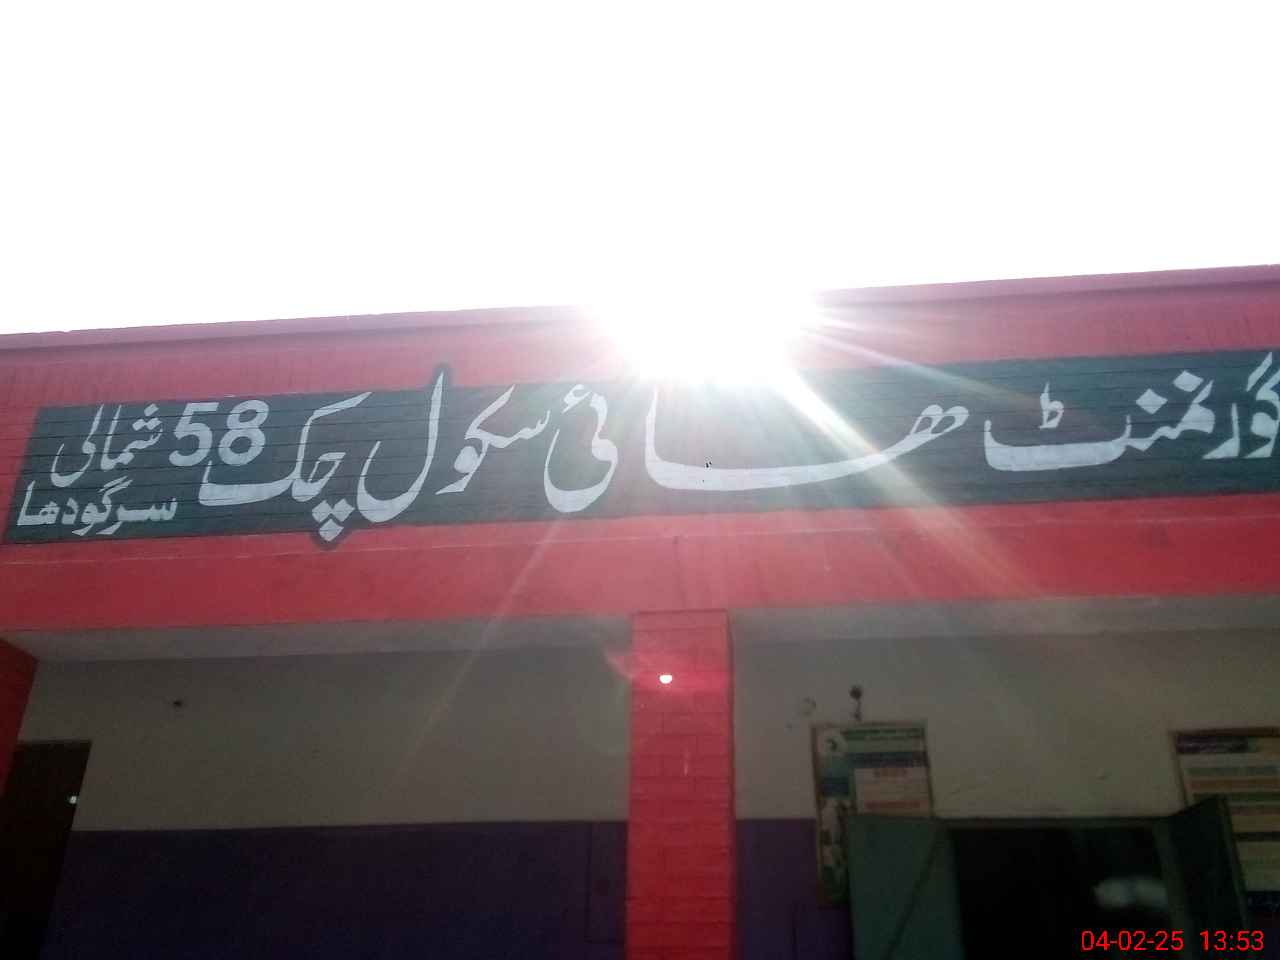 گورنمنٹ ھائی سکول چک 58 شمالی
سرگودھا
04-02-25 13:53